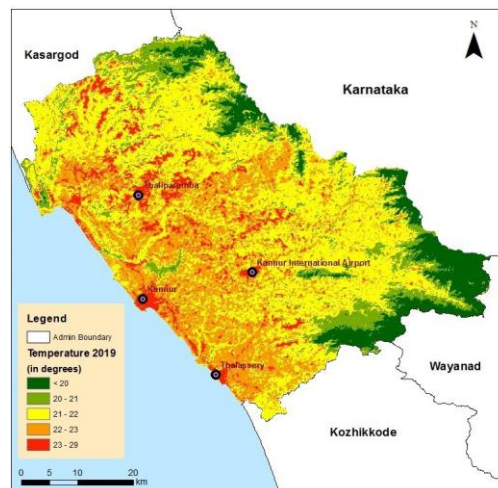 Kasargod
N
Karnataka
Thaliparamba
Kannur International Airport
Kannur
Thalassery
Wayanad
Kozhikkode
Legend
Admin Boundary
Temperature 2019
(in degrees)
< 20
20 - 21
21 - 22
22 - 23
23 - 29
0 5 10 20
km